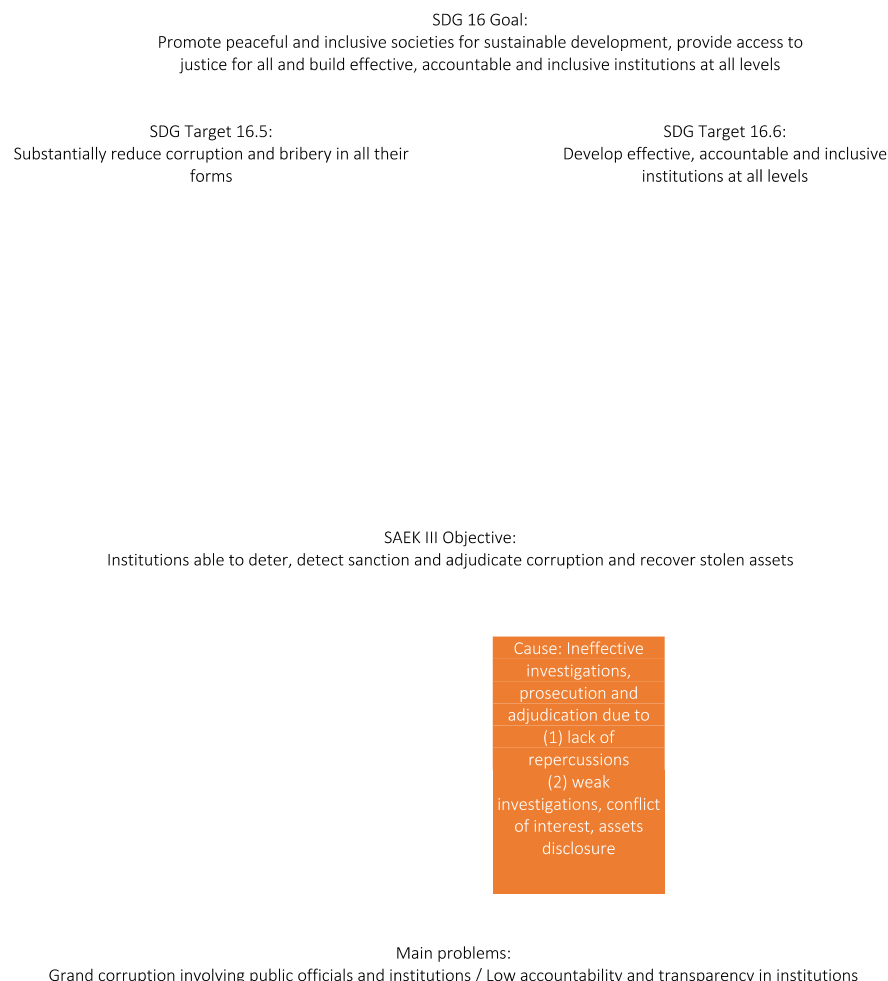 SDG 16 Goal:
Promote peaceful and inclusive societies for sustainable development, provide access to
justice for all and build effective, accountable and inclusive institutions at all levels
SDG Target 16.5:
Substantially reduce corruption and bribery in all their
forms
SDG Target 16.6:
Develop effective, accountable and inclusive
institutions at all levels
SAEK III Objective:
Institutions able to deter, detect sanction and adjudicate corruption and recover stolen assets
Cause: Ineffective
investigations,
prosecution and
adjudication due to
(1) lack of
repercussions
(2) weak
investigations, conflict
of interest, assets
disclosure
Main problems:
Grand corruption involving public officials and institutions / Low accountability and transparency in institutions